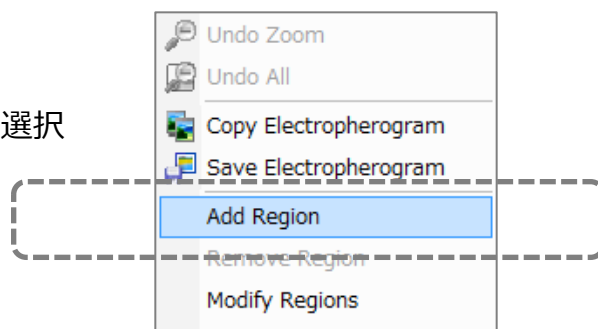 Undo Zoom
Undo All
選択
Copy Electropherogram
Save Electropherogram
Add Region
Remove Region
Modify Regions